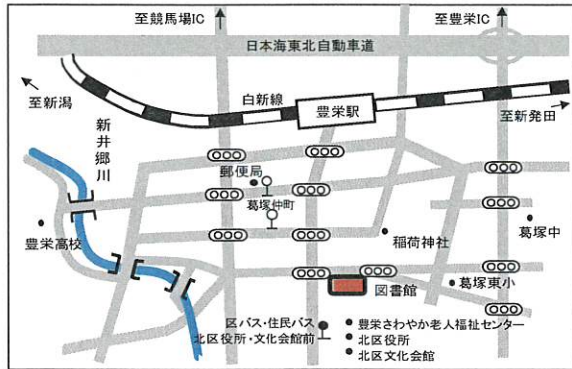 至競馬場IC
至豊栄IC
日本海東北自動車道
至新潟
白新線
豊栄駅
至新発田
新井郷川
郵便局
葛塚仲町
豊栄高校
稲荷神社
葛塚中
図書館
葛塚東小
区バス・住民バス
北区役所・文化会館前
豊栄さわやか老人福祉センター
北区役所
北区文化会館